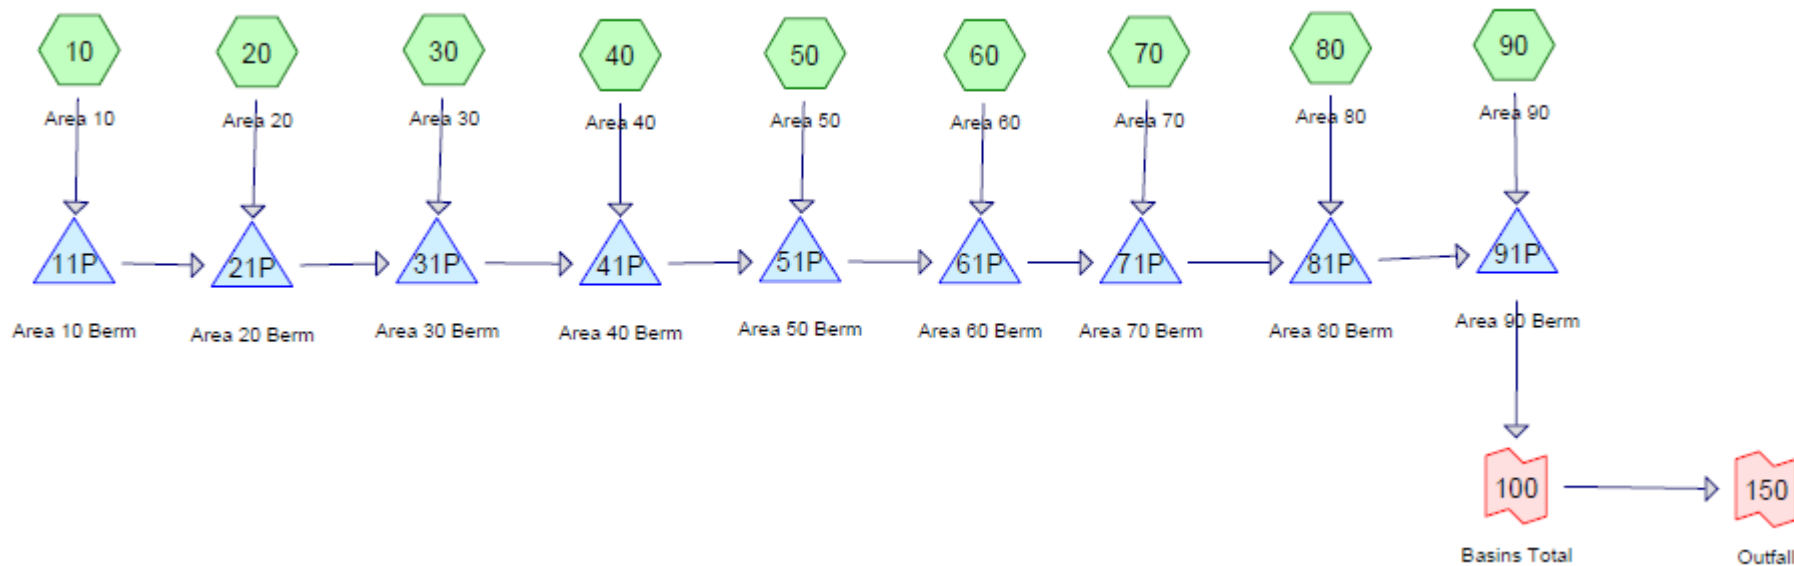 10 20 30 40 50 60 70 80 90
Area 10 Area 20 Area 30 Area 40 Area 50 Area 60 Area 70 Area 80 Area 90
11P 21P 31P 41P 51P 61P 71P 81P 91P
Area 10 Berm Area 20 Berm Area 30 Berm Area 40 Berm Area 50 Berm Area 60 Berm Area 70 Berm Area 80 Berm Area 90 Berm
100 150
Basins Total Outfall